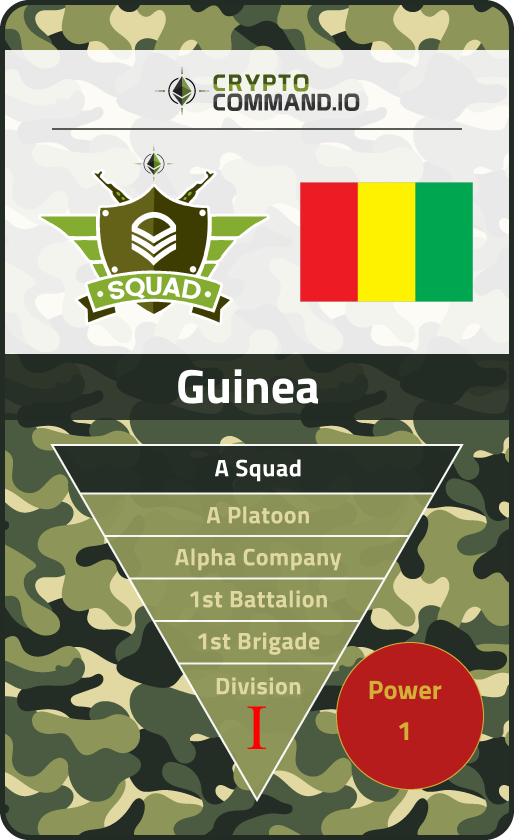 CRYPTO
COMMAND.IO
SQUAD
Guinea
A Squad
A Platoon
Alpha Company
1st Battalion
1st Brigade
Division
I
Power
1